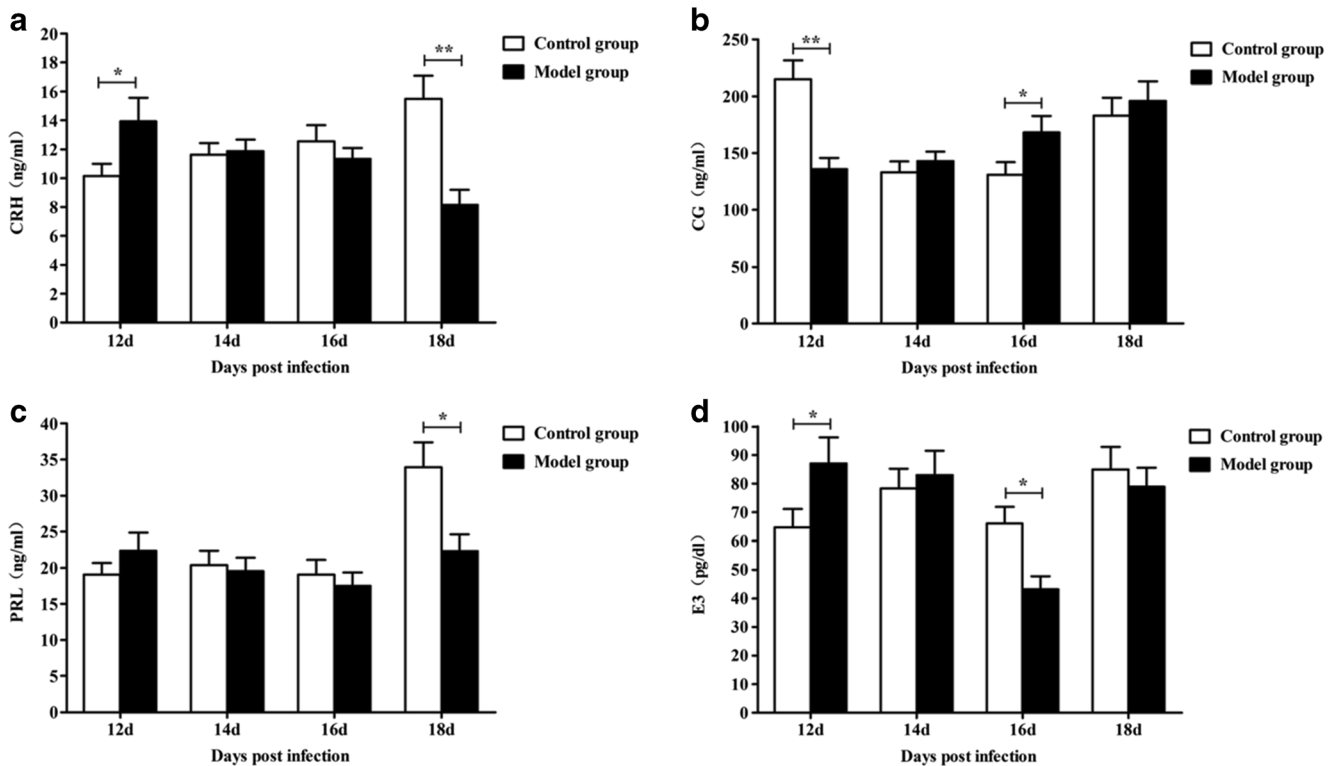 a
20
18
16
14
12
10
8
6
4
2
0
CRH（ng/ml）
*
**
Control group
Model group
12d 14d 16d 18d
Days post infection
b
250
200
150
100
50
0
CG（ng/ml）
**
*
Control group
Model group
12d 14d 16d 18d
Days post infection
c
40
35
30
25
20
15
10
5
0
PRL（ng/ml）
*
Control group
Model group
12d 14d 16d 18d
Days post infection
d
100
90
80
70
60
50
40
30
20
10
0
E3（pg/dl）
*
*
Control group
Model group
12d 14d 16d 18d
Days post infection